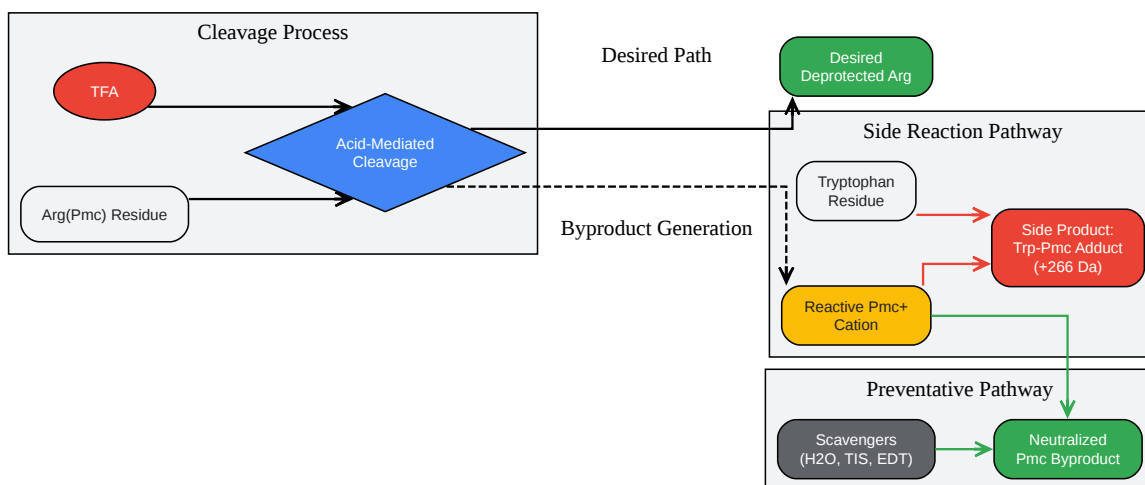 Cleavage Process
TFA
Arg(Pmc) Residue
Acid-Mediated
Cleavage
Desired Path
Byproduct Generation
Desired
Deprotected Arg
Side Reaction Pathway
Tryptophan
Residue
Side Product:
Trp-Pmc Adduct
(+266 Da)
Reactive Pmc+
Cation
Preventative Pathway
Scavengers
(H2O, TIS, EDT)
Neutralized
Pmc Byproduct